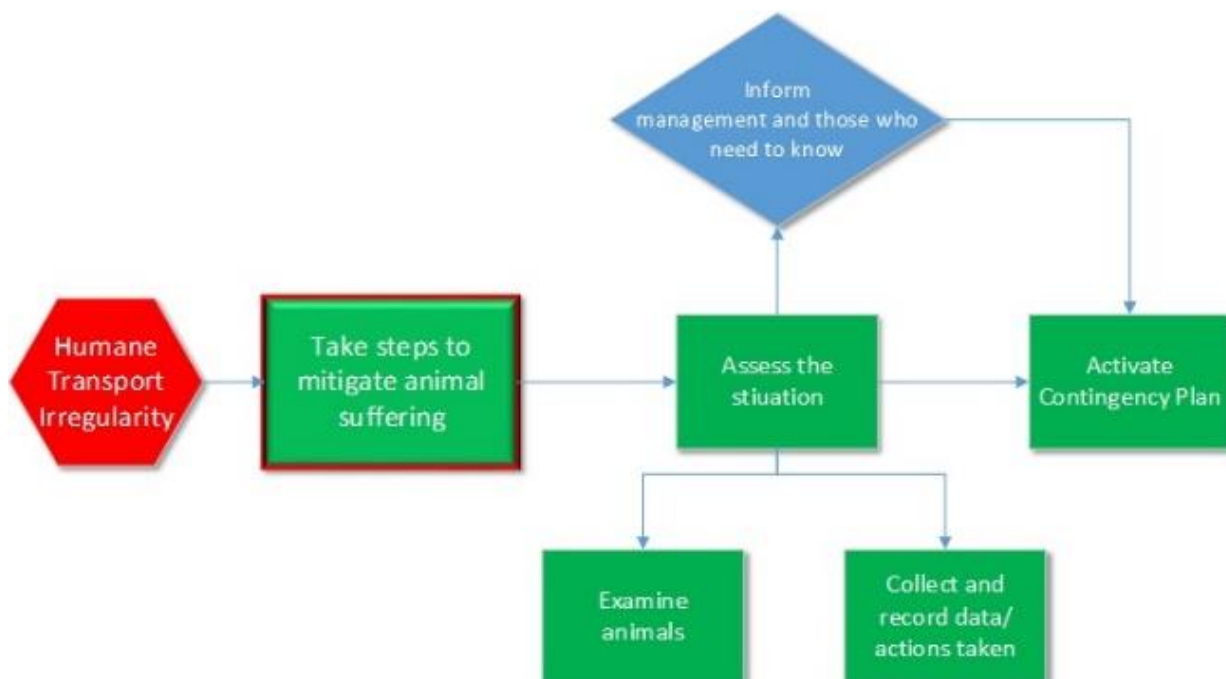 Inform
management and those who
need to know
Humane
Transport
Irregularity
Take steps to
mitigate animal
suffering
Assess the
stiuation
Activate
Contingency Plan
Examine
animals
Collect and
record data/
actions taken